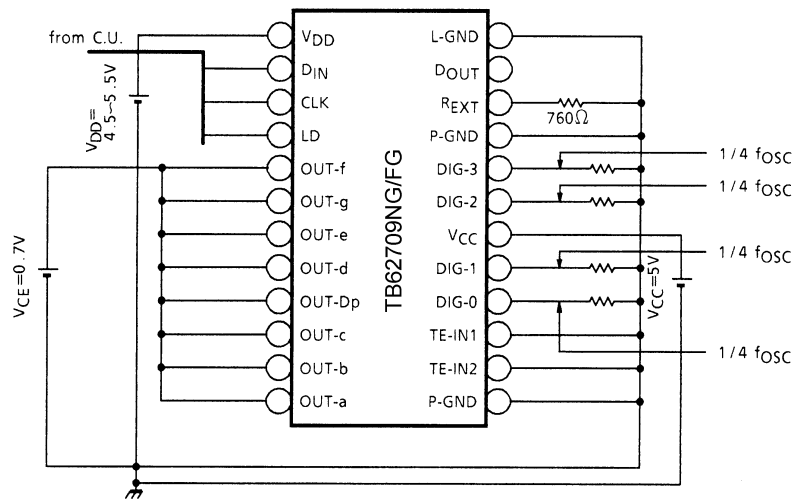 from C.U.
VDD
L-GND
DIN
DOUT
CLK
REXT
760Ω
LD
P-GND
VDD=
4.5~5.5V
OUT-f
DIG-3
1/4 fOSC
OUT-g
DIG-2
1/4 fOSC
OUT-e
VCC
OUT-d
DIG-1
1/4 fOSC
VCE=0.7V
TB62709NG/FG
VCC=5V
OUT-Dp
DIG-0
OUT-c
TE-IN1
1/4 fOSC
OUT-b
TE-IN2
OUT-a
P-GND